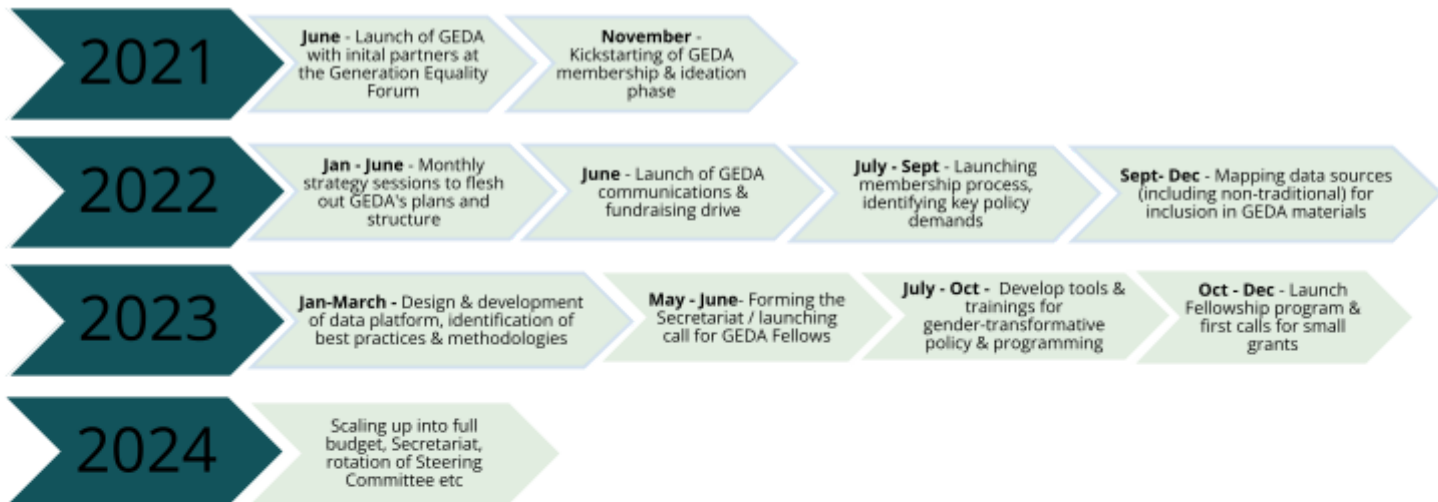 2021
June - Launch of GEDA
with inital partners at
the Generation Equality
Forum
November -
Kickstarting of GEDA
membership & ideation
phase
2022
Jan - June - Monthly
strategy sessions to flesh
out GEDA's plans and
structure
June - Launch of GEDA
communications &
fundraising drive
July - Sept - Launching
membership process,
identifying key policy
demands
Sept- Dec - Mapping data sources
(including non-traditional) for
inclusion in GEDA materials
2023
Jan-March - Design & development
of data platform, identification of
best practices & methodologies
May - June- Forming the
Secretariat / launching
call for GEDA Fellows
July - Oct - Develop tools &
trainings for
gender-transformative
policy & programming
Oct - Dec - Launch
Fellowship program &
first calls for small
grants
2024
Scaling up into full
budget, Secretariat,
rotation of Steering
Committee etc